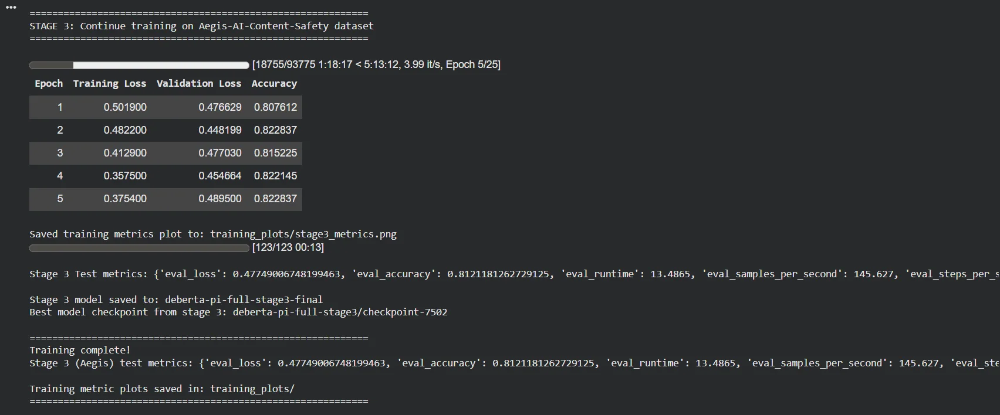 ============================================================
STAGE 3: Continue training on Aegis-AI-Content-Safety dataset
============================================================
[18755/93775 1:18:17 < 5:13:12, 3.99 it/s, Epoch 5/25]
Epoch Training Loss Validation Loss Accuracy
1 0.501900 0.476629 0.807612
2 0.482200 0.448199 0.822837
3 0.412900 0.477030 0.815225
4 0.357500 0.454664 0.822145
5 0.375400 0.489500 0.822837
Saved training metrics plot to: training_plots/stage3_metrics.png
[123/123 00:13]
Stage 3 Test metrics: {'eval_loss': 0.47749006748199463, 'eval_accuracy': 0.8121181262729125, 'eval_runtime': 13.4865, 'eval_samples_per_second': 145.627, 'eval_steps_per_s
Stage 3 model saved to: deberta-pi-full-stage3-final
Best model checkpoint from stage 3: deberta-pi-full-stage3/checkpoint-7502
============================================================
Training complete!
Stage 3 (Aegis) test metrics: {'eval_loss': 0.47749006748199463, 'eval_accuracy': 0.8121181262729125, 'eval_runtime': 13.4865, 'eval_samples_per_second': 145.627, 'eval_ste
Training metric plots saved in: training_plots/
============================================================